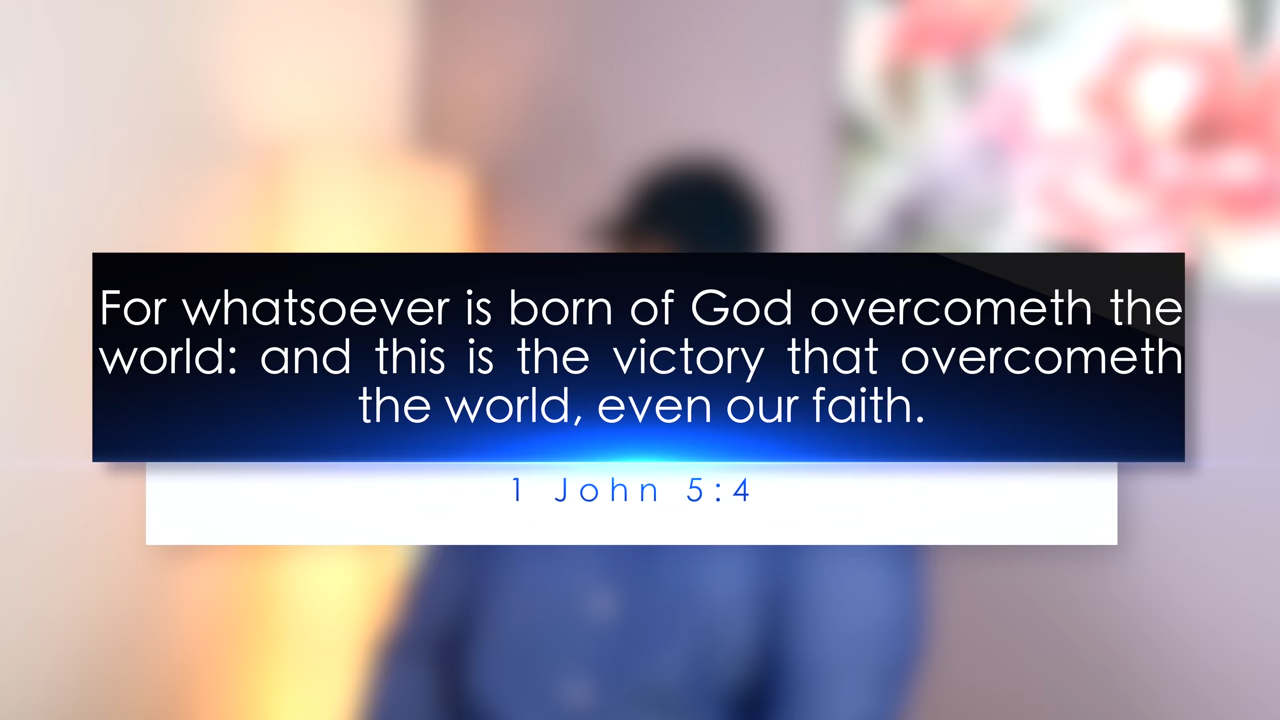 For whatsoever is born of God overcometh the
world: and this is the victory that overcometh
the world, even our faith.
1 John 5:4